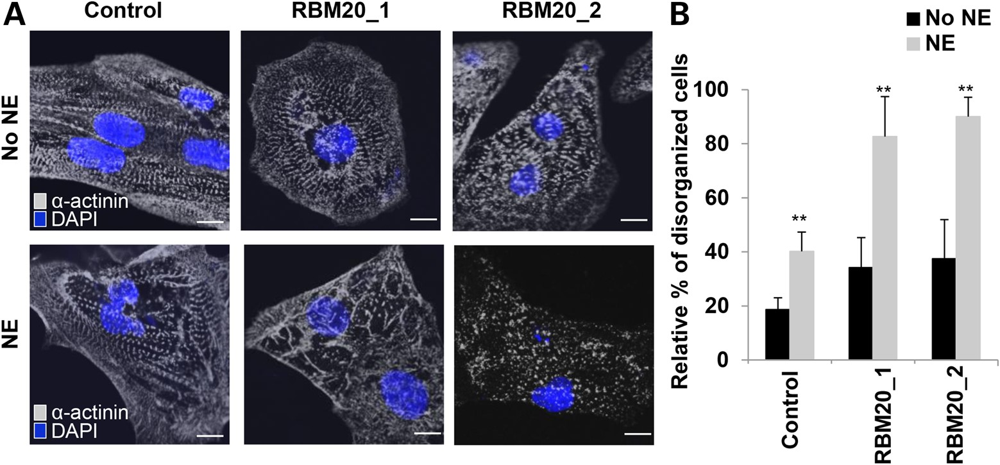 A
Control
RBM20_1
RBM20_2
No NE
α-actinin
DAPI
NE
α-actinin
DAPI
B
No NE
NE
Relative % of disorganized cells
100
80
60
40
20
0
**
**
**
Control
RBM20_1
RBM20_2